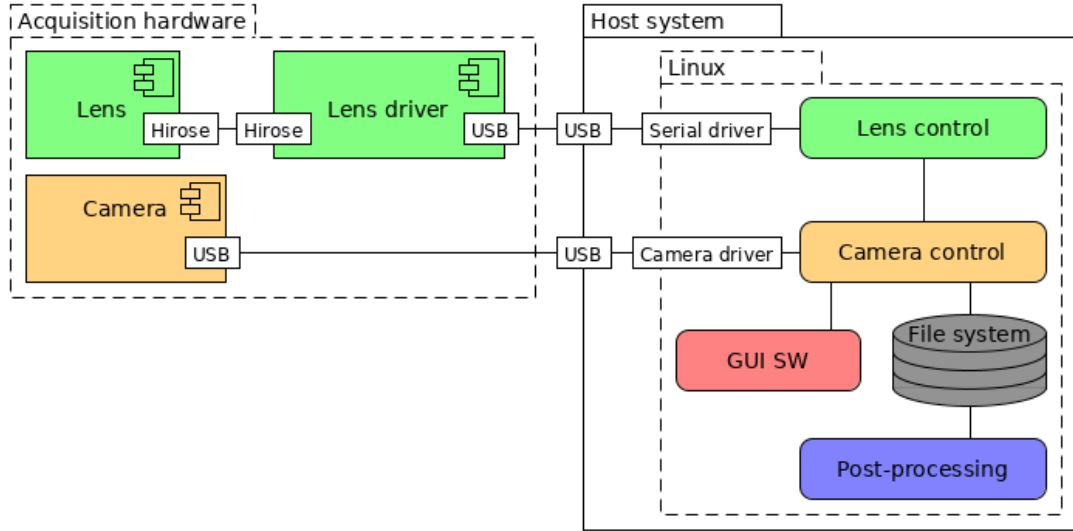 Acquisition hardware
Host system
Linux
Lens
Hirose
Hirose
Lens driver
USB
USB
Serial driver
Lens control
Camera
USB
USB
Camera driver
Camera control
GUI SW
File system
Post-processing